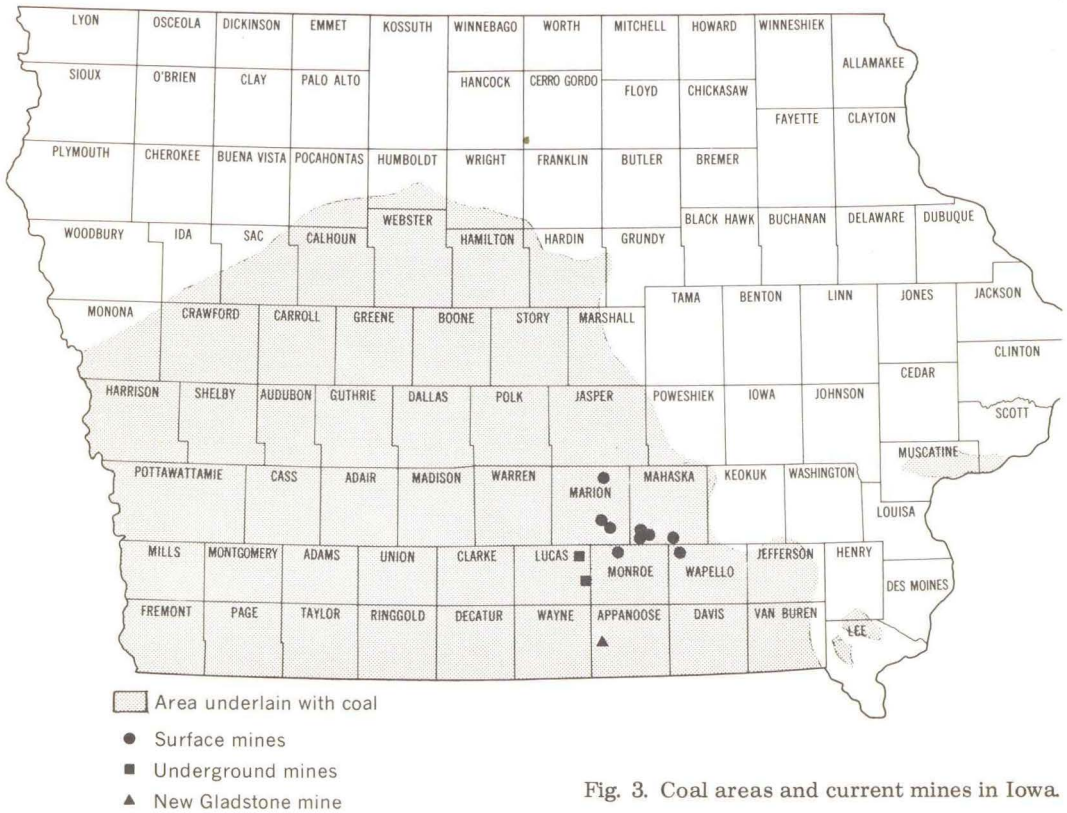 LYON OSCEOLA DICKINSON EMMET KOSSUTH WINNEBAGO WORTH MITCHELL HOWARD WINNESHIEK
ALLAMAKEE
SIOUX O'BRIEN CLAY PALO ALTO HANCOCK CERRO GORDO
FLOYD CHICKASAW
FAYETTE CLAYTON
PLYMOUTH CHEROKEE BUENA VISTA POCAHONTAS HUMBOLDT WRIGHT FRANKLIN BUTLER BREMER
WEBSTER BLACK HAWK BUCHANAN DELAWARE DUBUQUE
WOODBURY IDA SAC CALHOUN HAMILTON HARDIN GRUNDY
TAMA BENTON LINN JONES JACKSON
MONONA CRAWFORD CARROLL GREENE BOONE STORY MARSHALL
CLINTON
CEDAR
HARRISON SHELBY AUDUBON GUTHRIE DALLAS POLK JASPER POWESHIEK IOWA JOHNSON
SCOTT
MUSCATINE
POTTAWATTAMIE CASS ADAIR MADISON WARREN MARION MAHASKA KEOKUK WASHINGTON
LOUISA
MILLS MONTGOMERY ADAMS UNION CLARKE LUCAS MONROE WAPELLO JEFFERSON HENRY
DES MOINES
FREMONT PAGE TAYLOR RINGGOLD DECATUR WAYNE APPANOOSE DAVIS VAN BUREN
LEE
Area underlain with coal
Surface mines
Underground mines
New Gladstone mine
Fig. 3. Coal areas and current mines in Iowa.